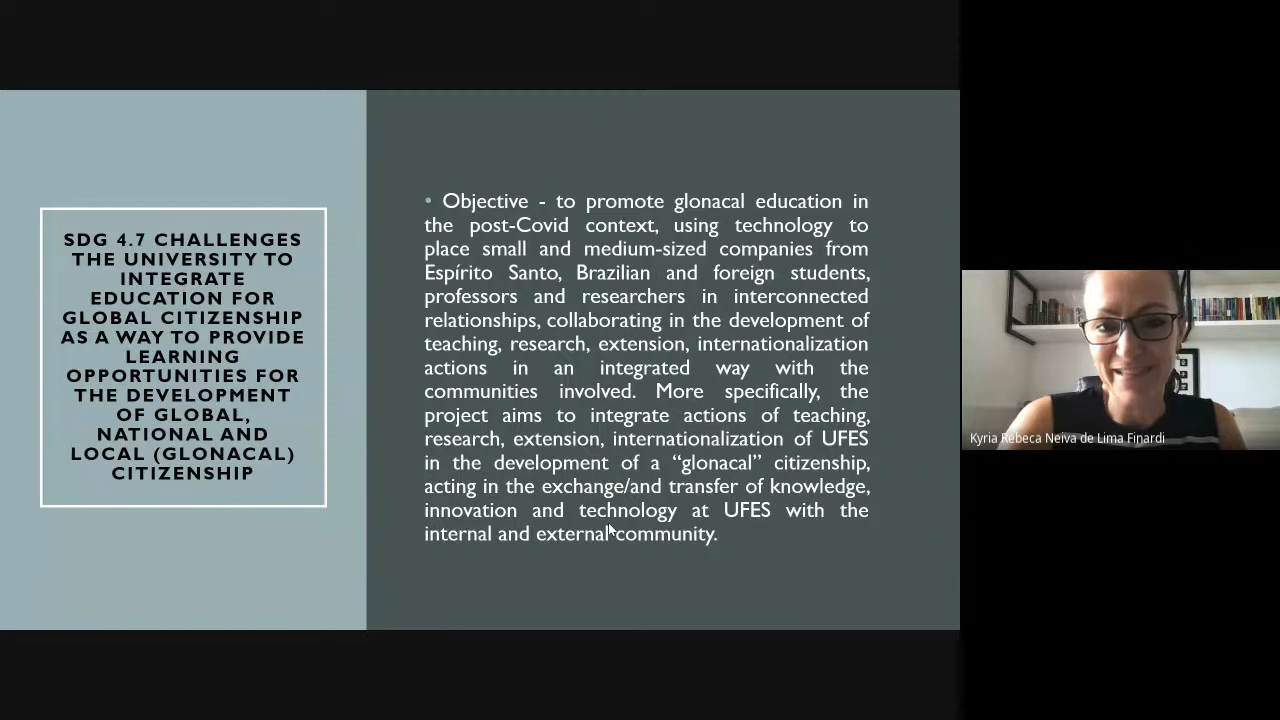 SDG 4.7 CHALLENGES
THE UNIVERSITY TO
INTEGRATE
EDUCATION FOR
GLOBAL CITIZENSHIP
AS A WAY TO PROVIDE
LEARNING
OPPORTUNITIES FOR
THE DEVELOPMENT
OF GLOBAL,
NATIONAL AND
LOCAL (GLONACAL)
CITIZENSHIP
• Objective - to promote glonacal education in
the post-Covid context, using technology to
place small and medium-sized companies from
Espírito Santo, Brazilian and foreign students,
professors and researchers in interconnected
relationships, collaborating in the development of
teaching, research, extension, internationalization
actions in an integrated way with the
communities involved. More specifically, the
project aims to integrate actions of teaching,
research, extension, internationalization of UFES
in the development of a “glonacal” citizenship,
acting in the exchange/and transfer of knowledge,
innovation and technology at UFES with the
internal and external community.
Kyria Rebeca Neiva de Lima Finardi